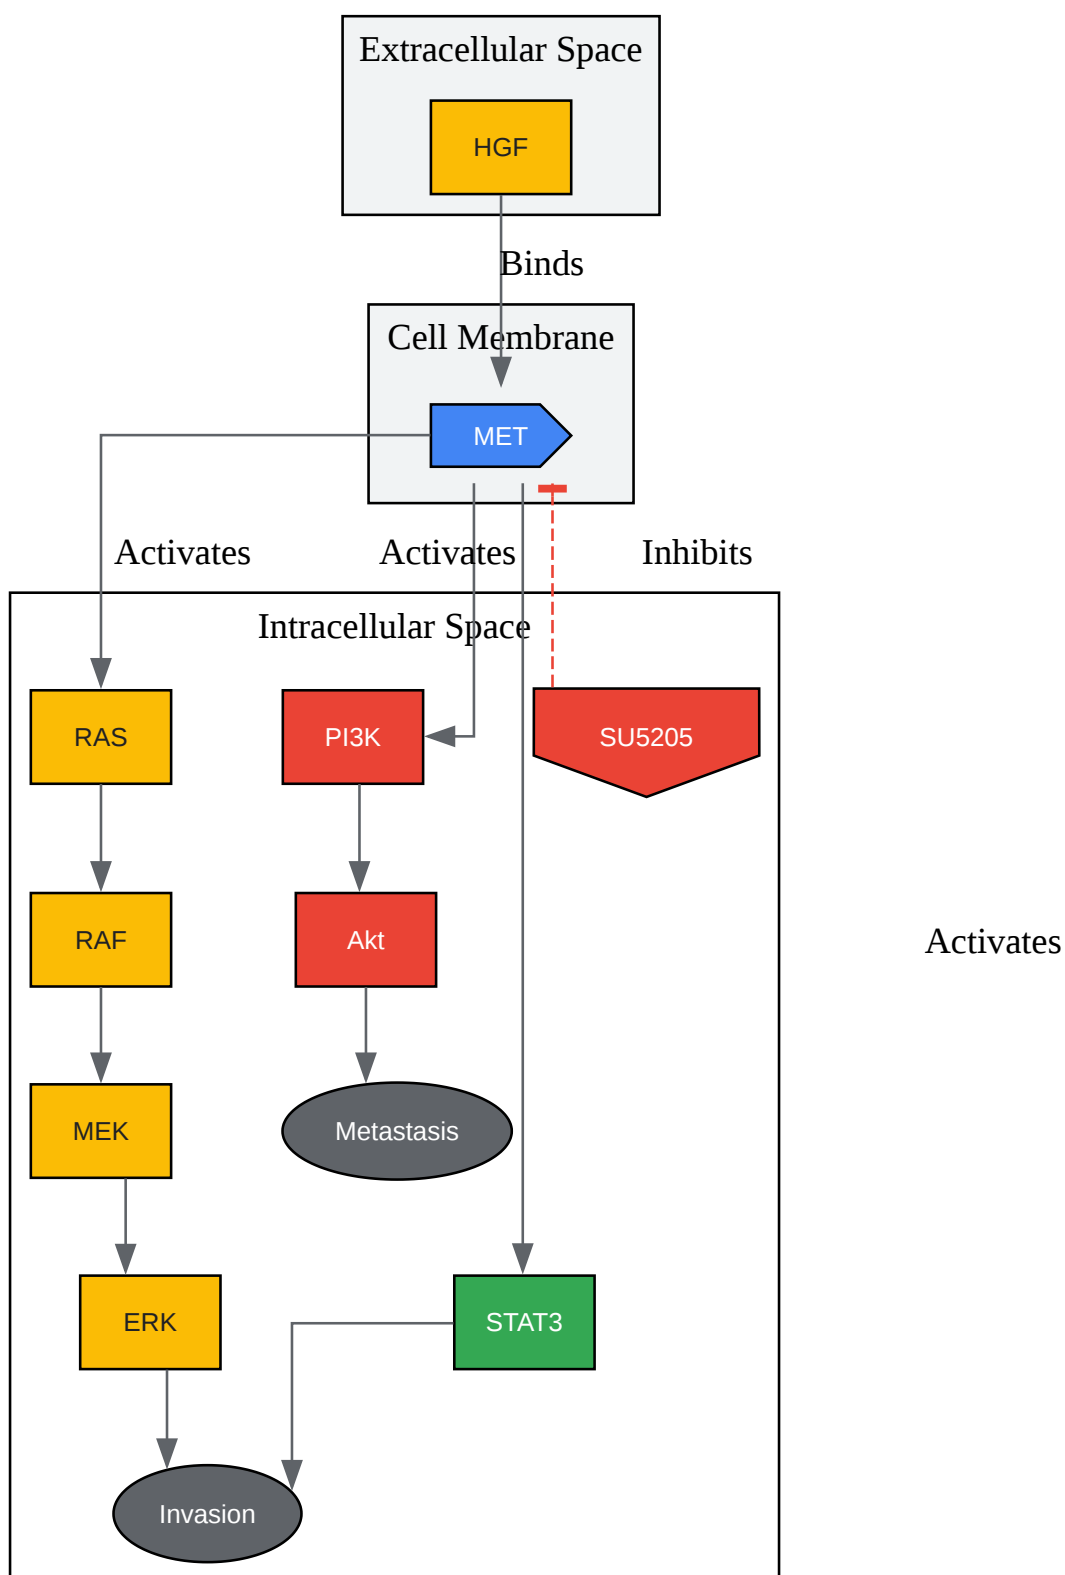 Extracellular Space
HGF
Binds
Cell Membrane
MET
Activates
Activates
Inhibits
Intracellular Space
RAS
PI3K
SU5205
RAF
Akt
Activates
MEK
Metastasis
ERK
STAT3
Invasion